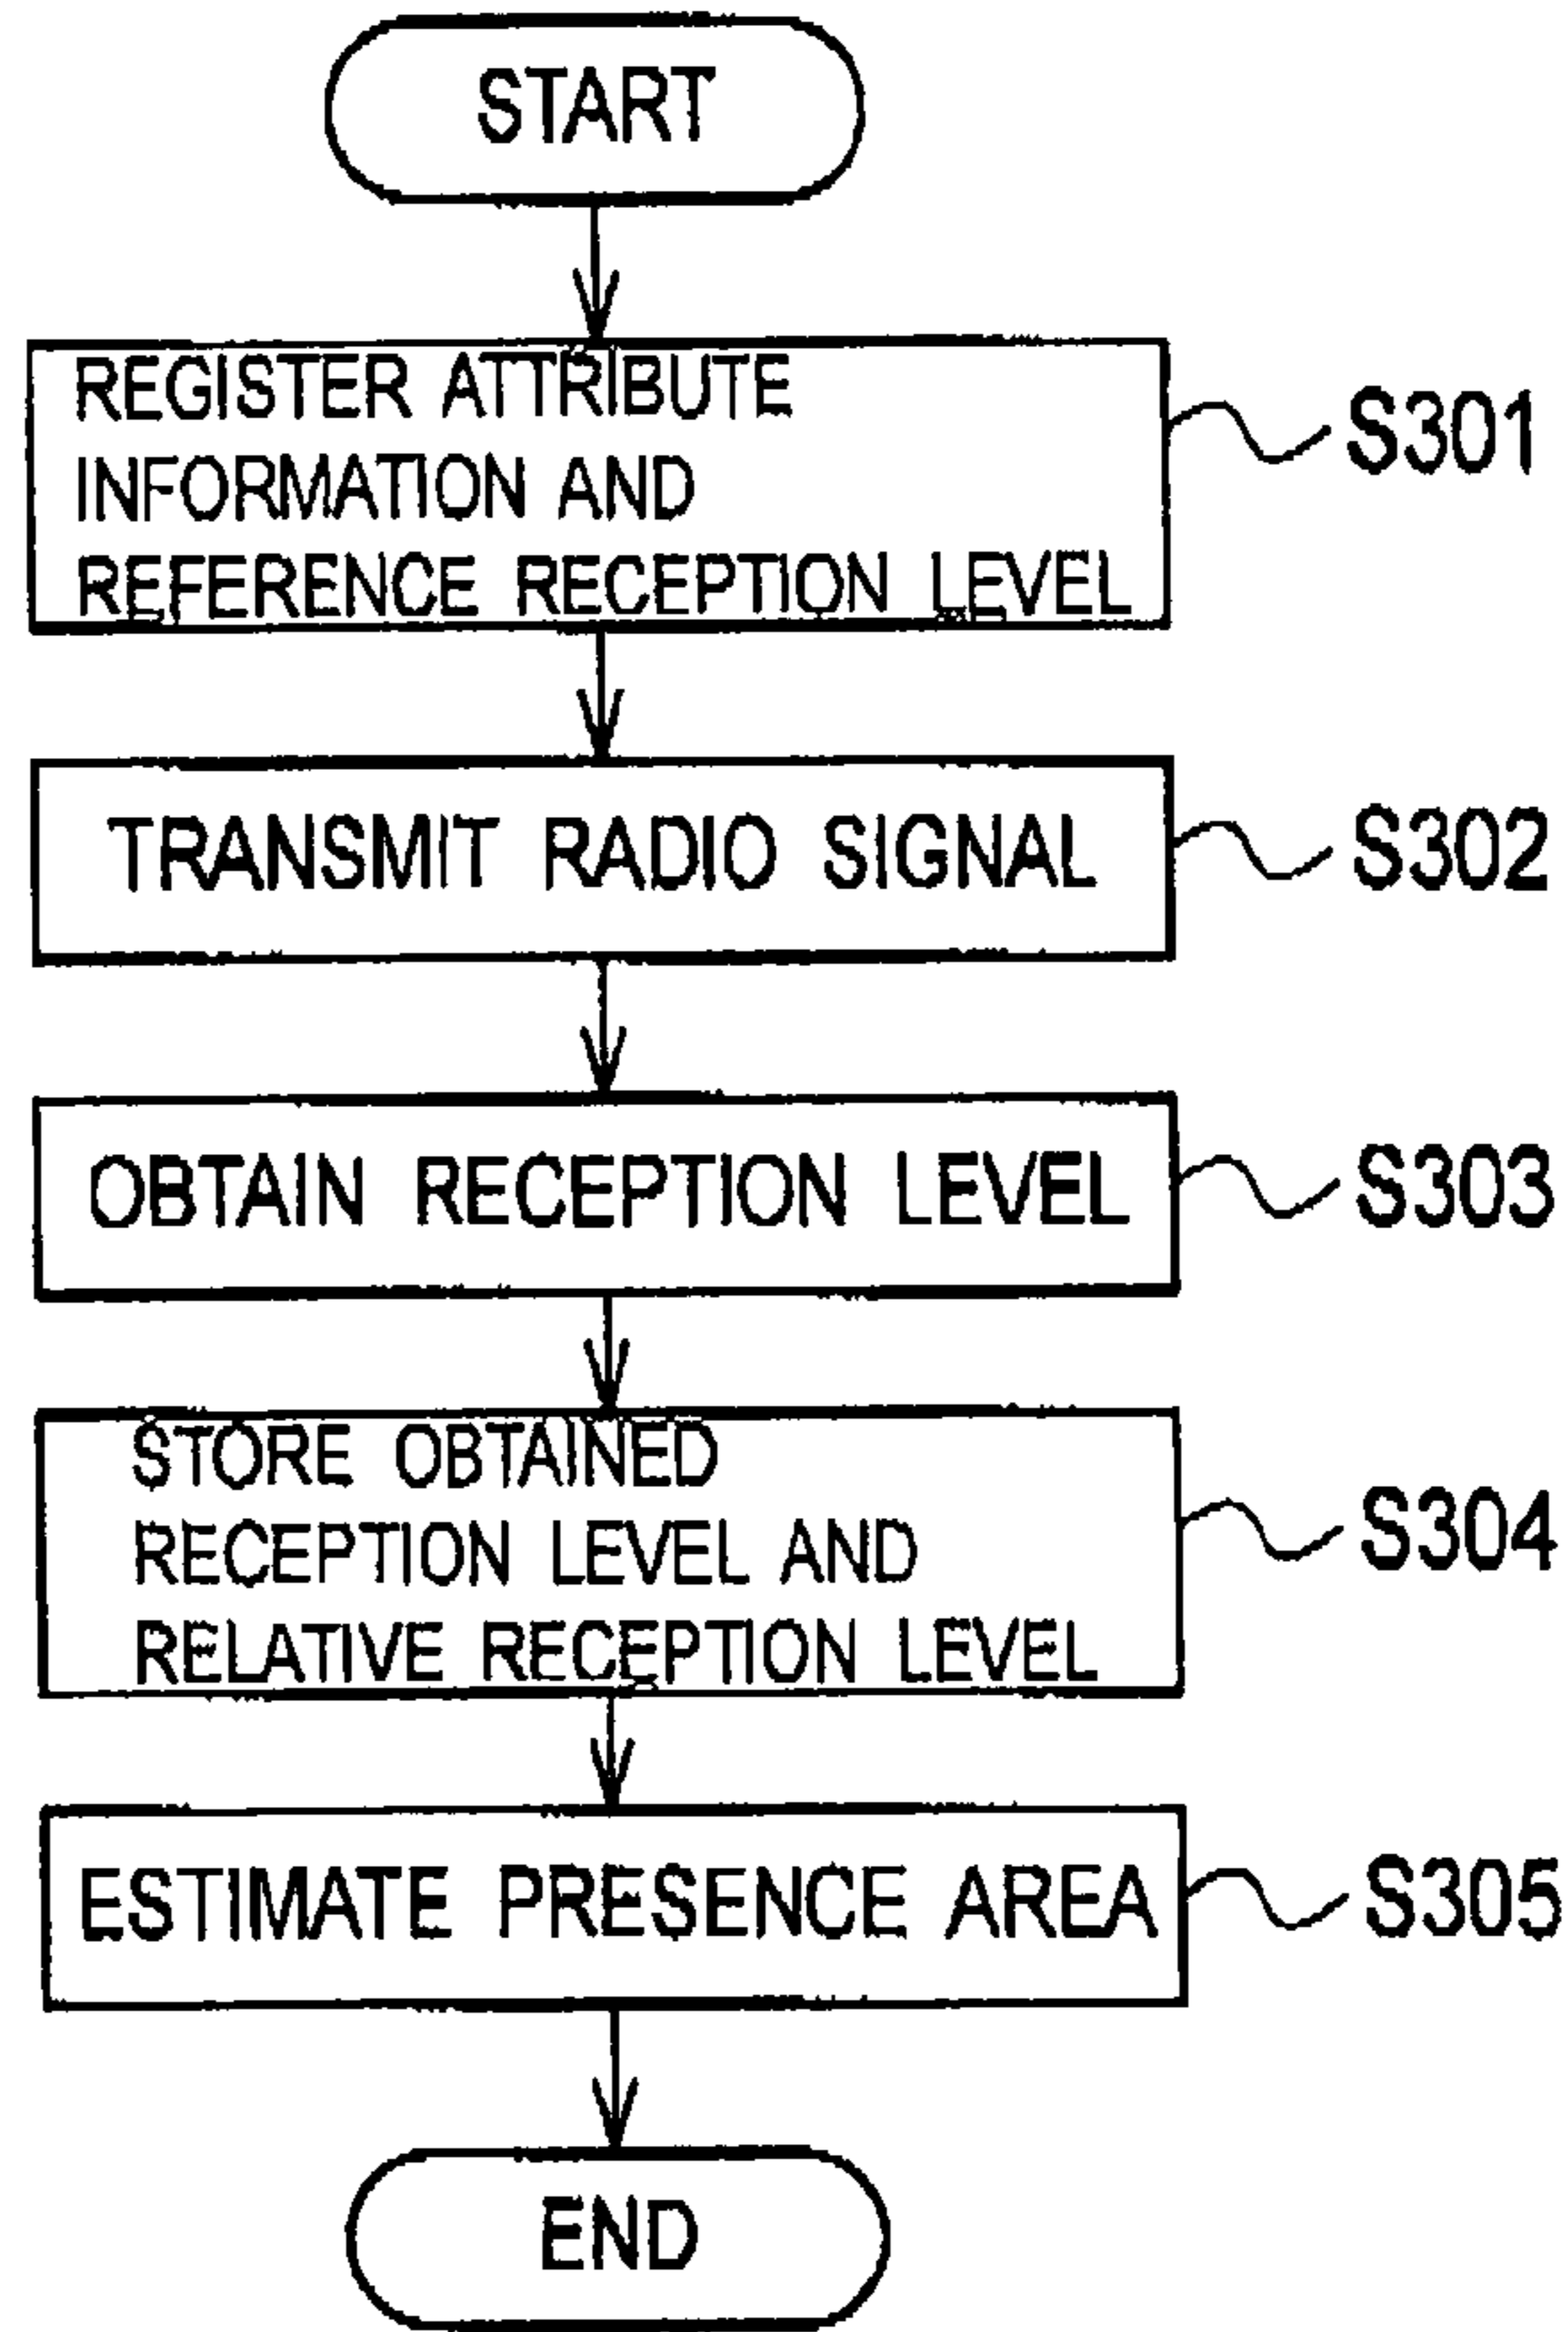 START
REGISTER ATTRIBUTE
INFORMATION AND
REFERENCE RECEPTION LEVEL
S301
TRANSMIT RADIO SIGNAL
S302
OBTAIN RECEPTION LEVEL
S303
STORE OBTAINED
RECEPTION LEVEL AND
RELATIVE RECEPTION LEVEL
S304
ESTIMATE PRESENCE AREA
S305
END